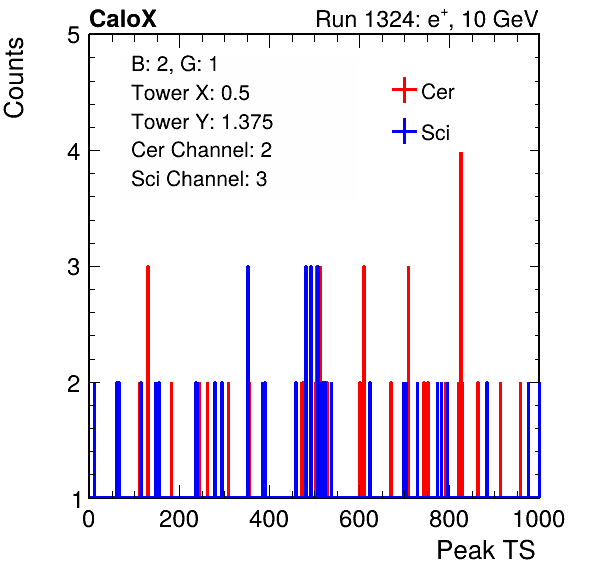 CaloX
Run 1324: e+, 10 GeV
Counts
5
4
3
2
1
B: 2, G: 1
Tower X: 0.5
Tower Y: 1.375
Cer Channel: 2
Sci Channel: 3
Cer
Sci
0 200 400 600 800 1000
Peak TS